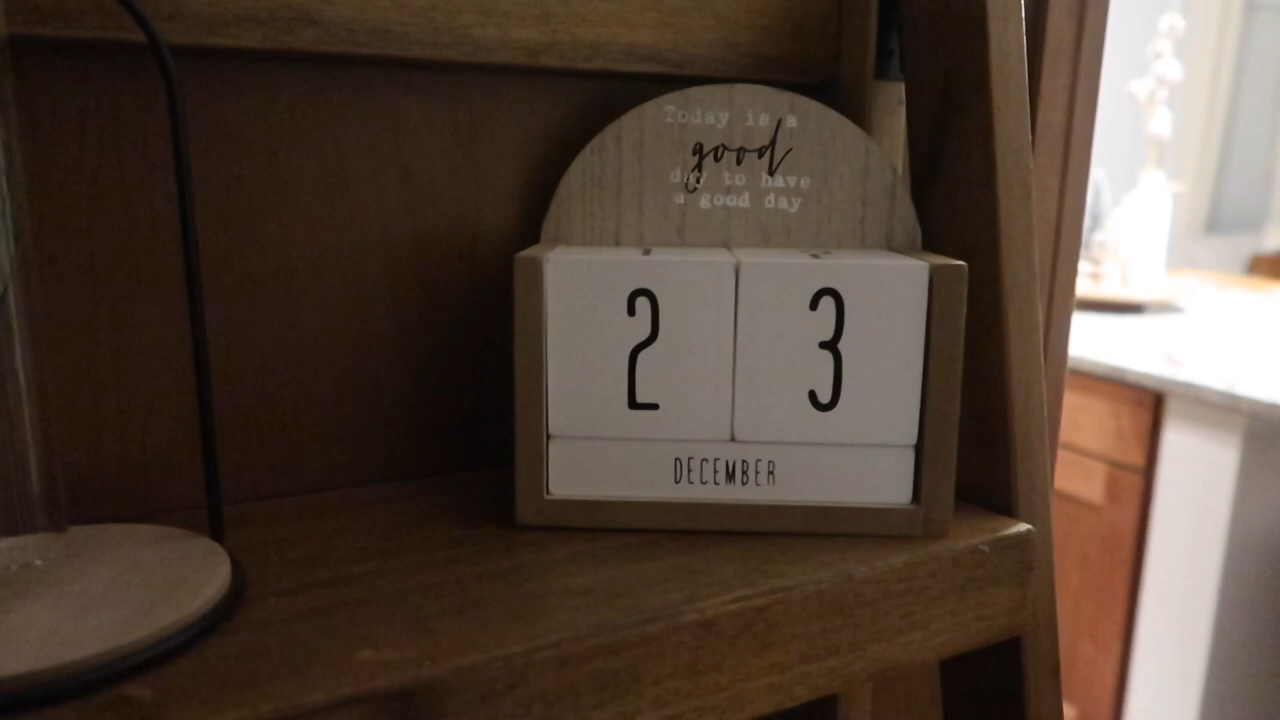 Today is a
good
day to have
a good day
2 3
DECEMBER